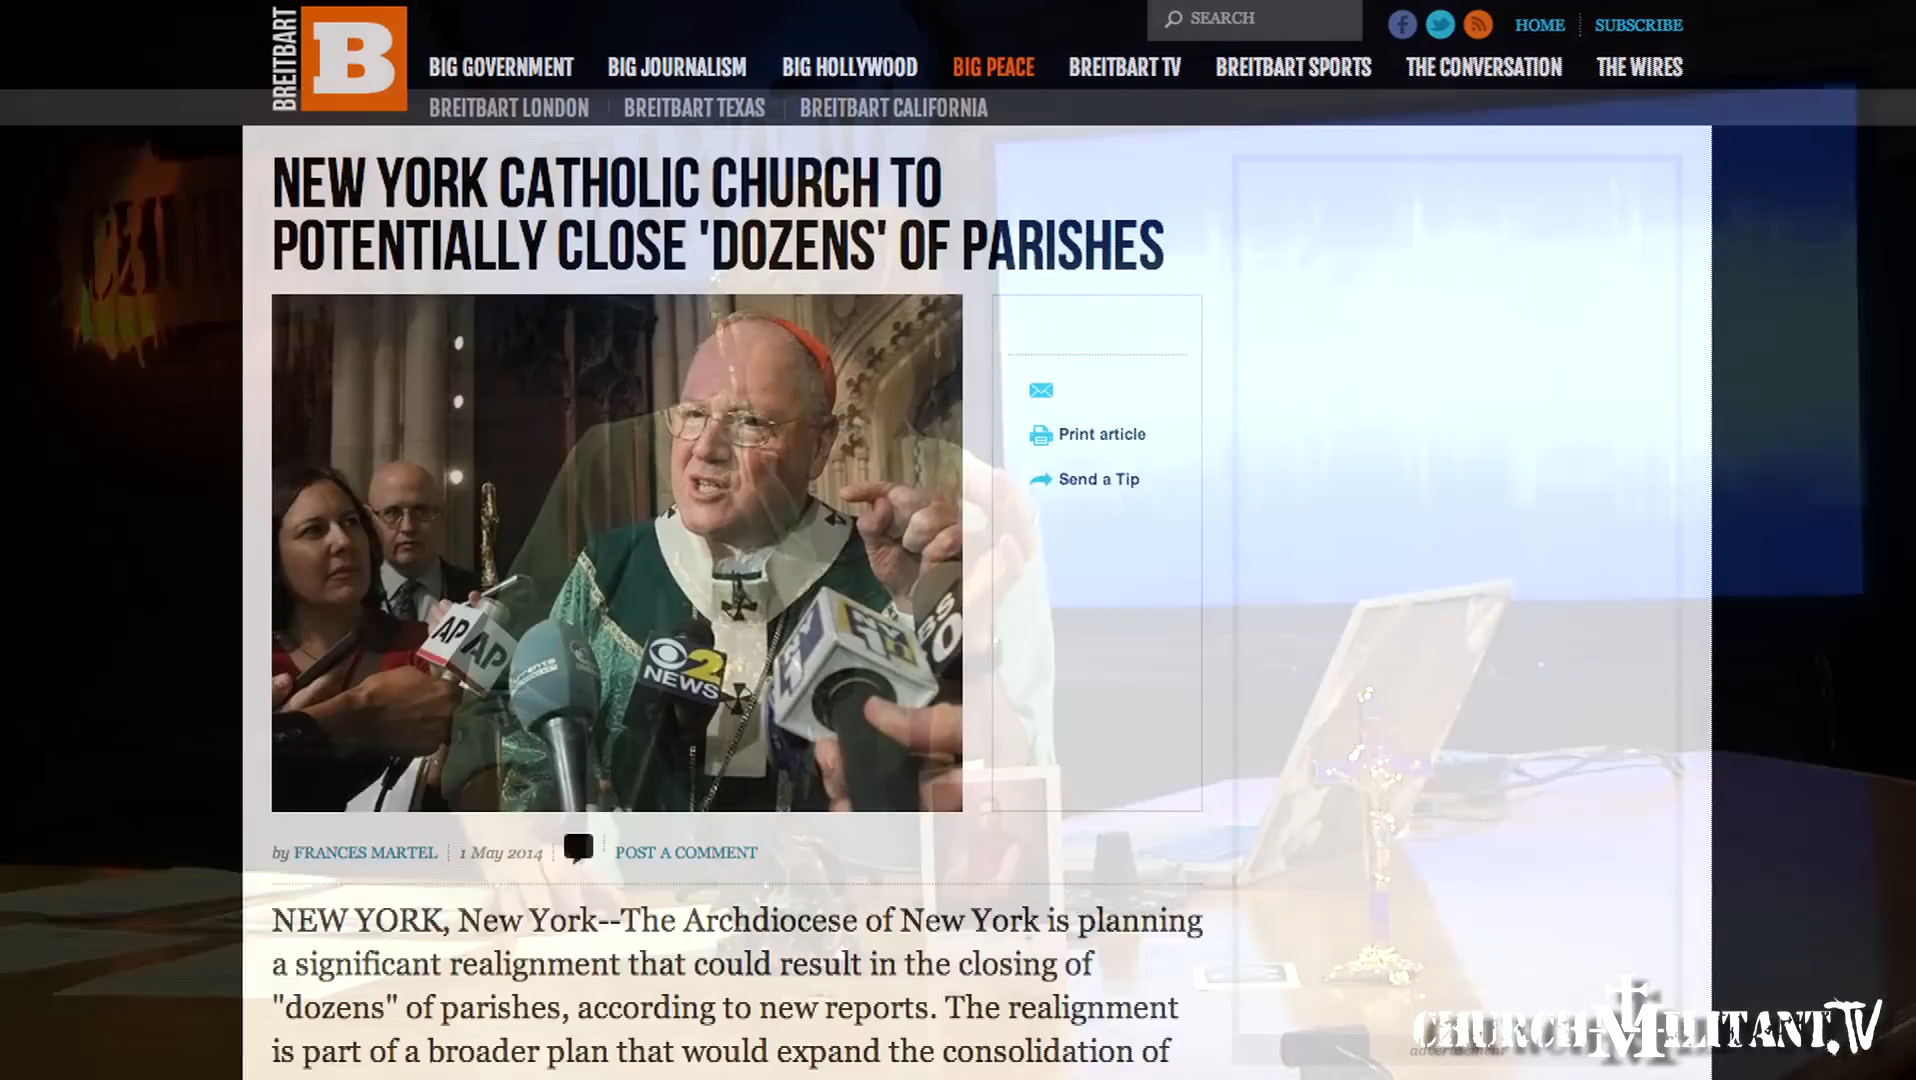 BREITBART
B
SEARCH
HOME
SUBSCRIBE
BIG GOVERNMENT
BIG JOURNALISM
BIG HOLLYWOOD
BIG PEACE
BREITBART TV
BREITBART SPORTS
THE CONVERSATION
THE WIRES
BREITBART LONDON
BREITBART TEXAS
BREITBART CALIFORNIA
NEW YORK CATHOLIC CHURCH TO
POTENTIALLY CLOSE 'DOZENS' OF PARISHES
AP AP
2
NEWS
NY1
Print article
Send a Tip
by FRANCES MARTEL
1 May 2014
POST A COMMENT
NEW YORK, New York--The Archdiocese of New York is planning
a significant realignment that could result in the closing of
"dozens" of parishes, according to new reports. The realignment
is part of a broader plan that would expand the consolidation of
advertisement
CHURCH MILITANT.TV